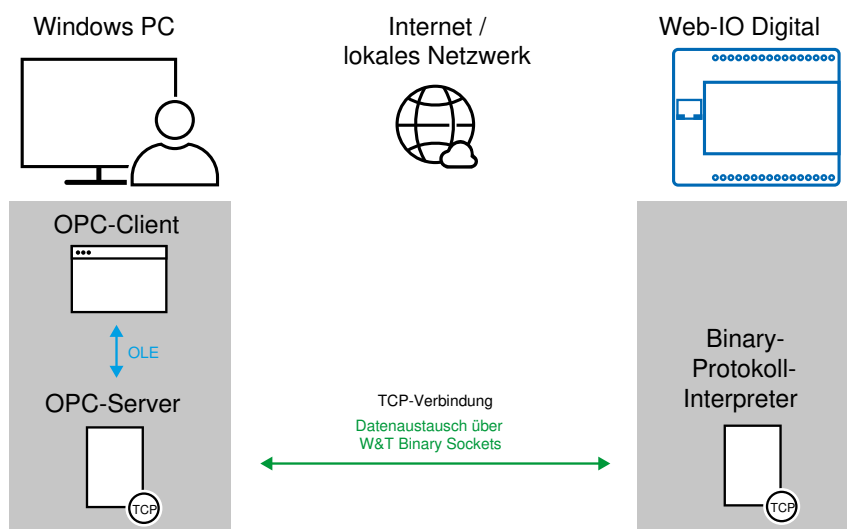 Windows PC
Internet /
lokales Netzwerk
Web-IO Digital
OPC-Client
OLE
OPC-Server
TCP
TCP-Verbindung
Datenaustausch über
W&T Binary Sockets
Binary-
Protokoll-
Interpreter
TCP